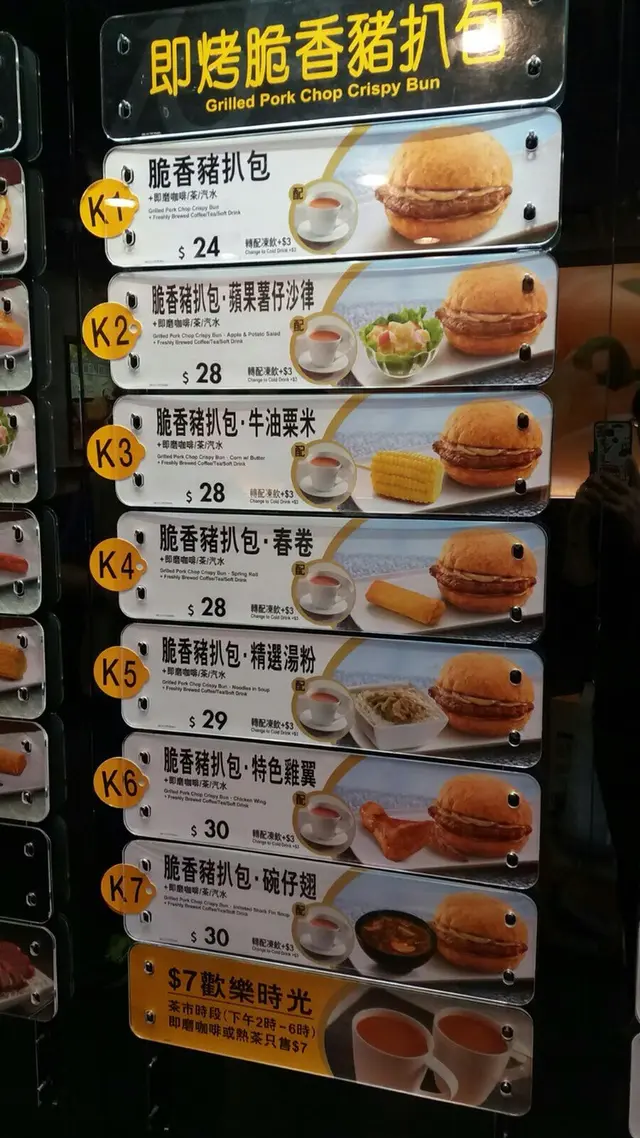 即烤脆香豬扒包
Grilled Pork Chop Crispy Bun
K1
脆香豬扒包
+即磨咖啡/茶/汽水
Grilled Pork Chop Crispy Bun
+ Freshly Brewed Coffee/Tea/Soft Drink
配
$ 24
轉配凍飲+$3
Change to Cold Drink +$3
K2
脆香豬扒包·蘋果薯仔沙律
+即磨咖啡/茶/汽水
Grilled Pork Chop Crispy Bun - Apple & Potato Salad
+ Freshly Brewed Coffee/Tea/Soft Drink
配
$ 28
轉配凍飲+$3
Change to Cold Drink +$3
K3
脆香豬扒包·牛油粟米
+即磨咖啡/茶/汽水
Grilled Pork Chop Crispy Bun - Corn w/ Butter
+ Freshly Brewed Coffee/Tea/Soft Drink
配
$ 28
轉配凍飲+$3
Change to Cold Drink +$3
K4
脆香豬扒包·春卷
+即磨咖啡/茶/汽水
Grilled Pork Chop Crispy Bun - Spring Roll
+ Freshly Brewed Coffee/Tea/Soft Drink
配
$ 28
轉配凍飲+$3
Change to Cold Drink +$3
K5
脆香豬扒包·精選湯粉
+即磨咖啡/茶/汽水
Grilled Pork Chop Crispy Bun - Noodles in Soup
+ Freshly Brewed Coffee/Tea/Soft Drink
配
$ 29
轉配凍飲+$3
Change to Cold Drink +$3
K6
脆香豬扒包·特色雞翼
+即磨咖啡/茶/汽水
Grilled Pork Chop Crispy Bun - Chicken Wing
+ Freshly Brewed Coffee/Tea/Soft Drink
配
$ 30
轉配凍飲+$3
Change to Cold Drink +$3
K7
脆香豬扒包·碗仔翅
+即磨咖啡/茶/汽水
Grilled Pork Chop Crispy Bun - Imitated Shark Fin Soup
+ Freshly Brewed Coffee/Tea/Soft Drink
配
$ 30
轉配凍飲+$3
Change to Cold Drink +$3
$7歡樂時光
茶市時段(下午2時-6時)
即磨咖啡或熱茶只售$7